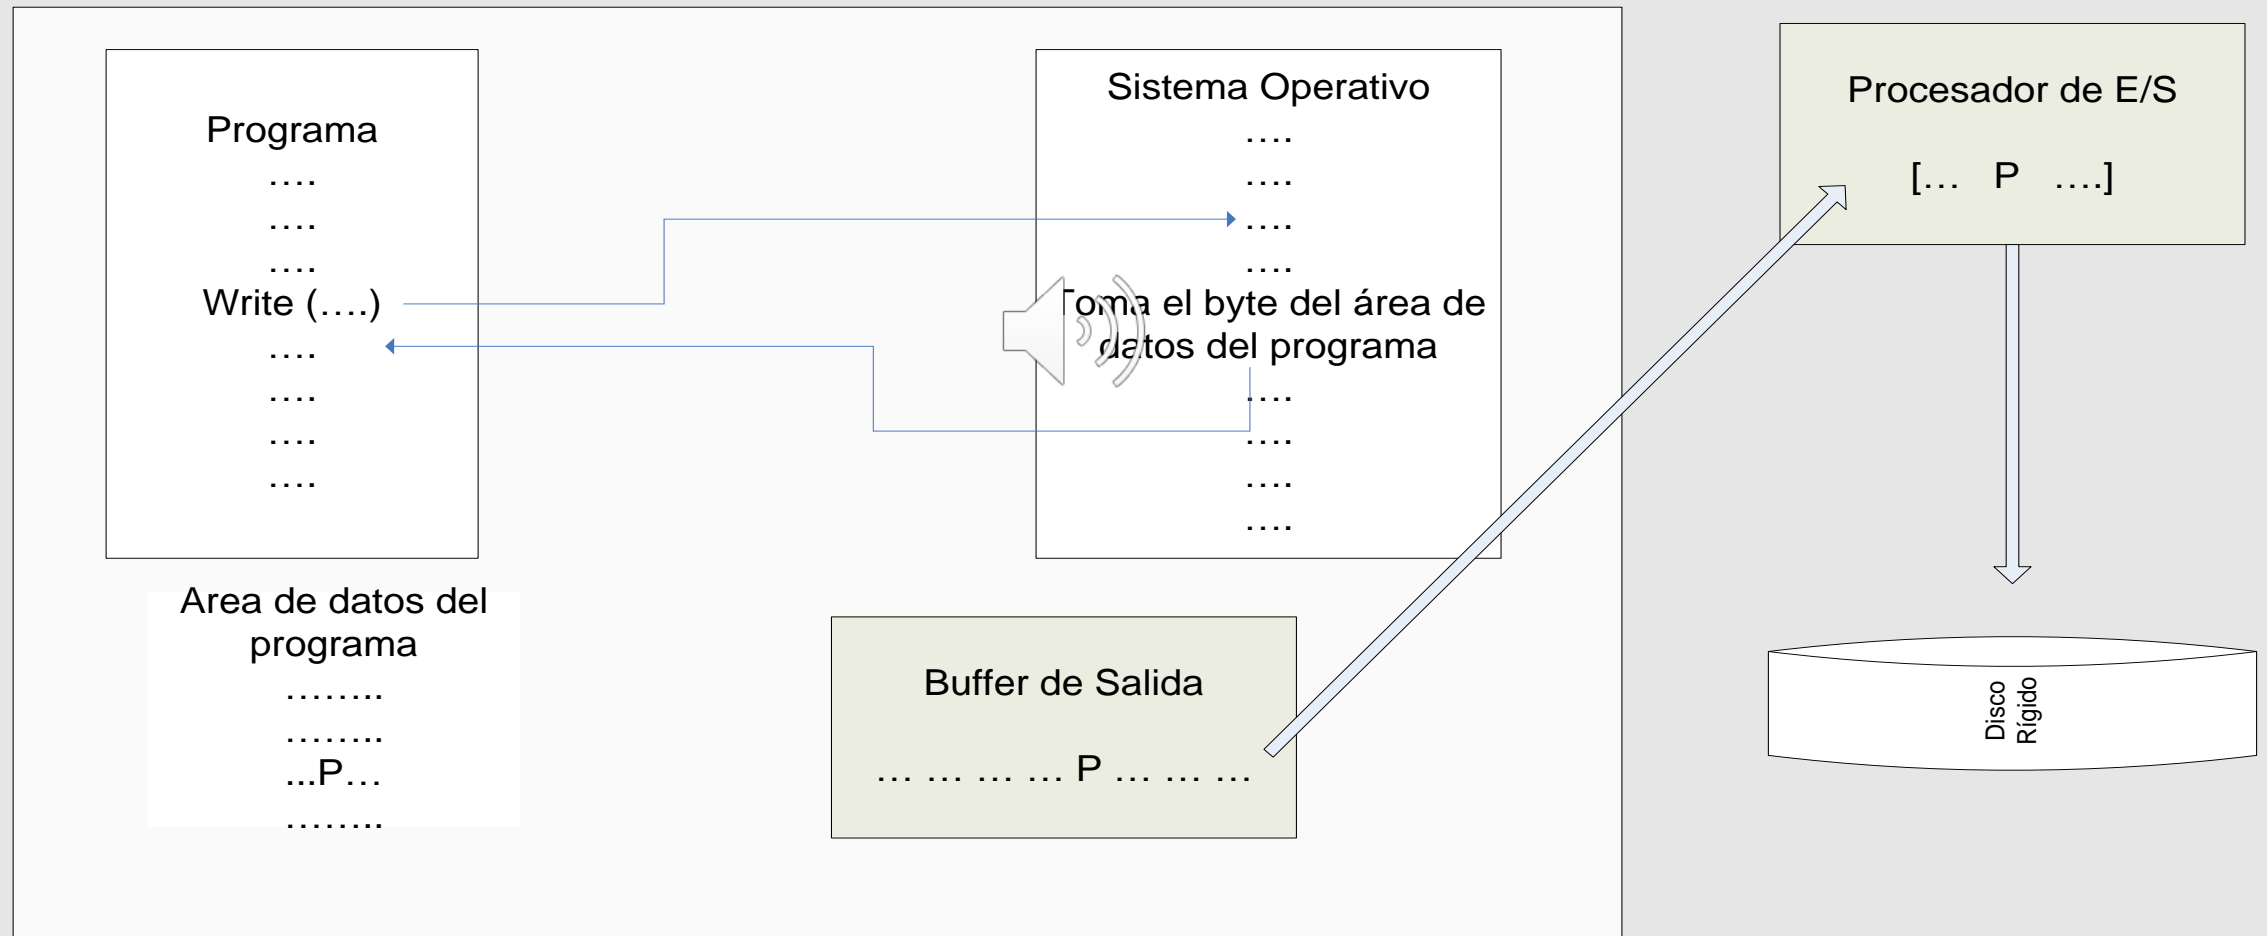 Programa
....
....
....
Write (....)
....
....
....
....
Area de datos del
programa
........
........
...P...
........
Sistema Operativo
....
....
....
....
Toma el byte del área de
datos del programa
....
....
....
....
Buffer de Salida
... ... ... ... P ... ... ...
Procesador de E/S
[... P ....]
Disco
Rígido